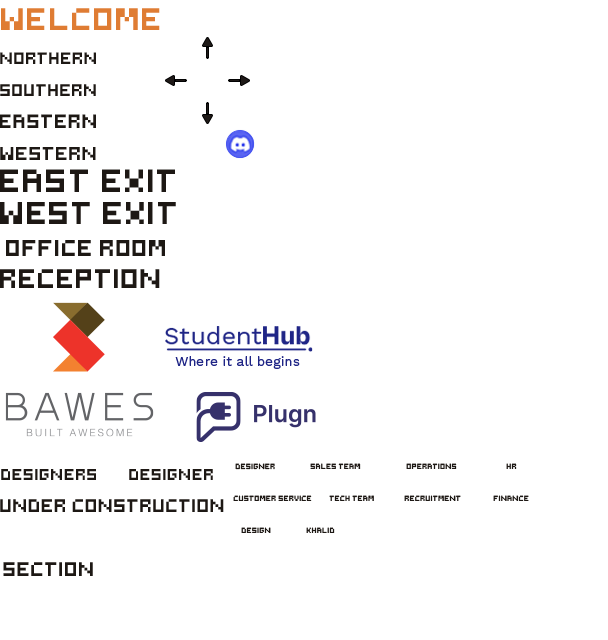 WELCOME
NORTHERN
SOUTHERN
EASTERN
WESTERN
EAST EXIT
WEST EXIT
OFFICE ROOM
RECEPTION
StudentHub.
Where it all begins
BAWES
BUILT AWESOME
Plugn
DESIGNERS DESIGNER
DESIGNER SALES TEAM OPERATIONS HR
UNDER CONSTRUCTION
CUSTOMER SERVICE TECH TEAM RECRUITMENT FINANCE
DESIGN KHALID
SECTION